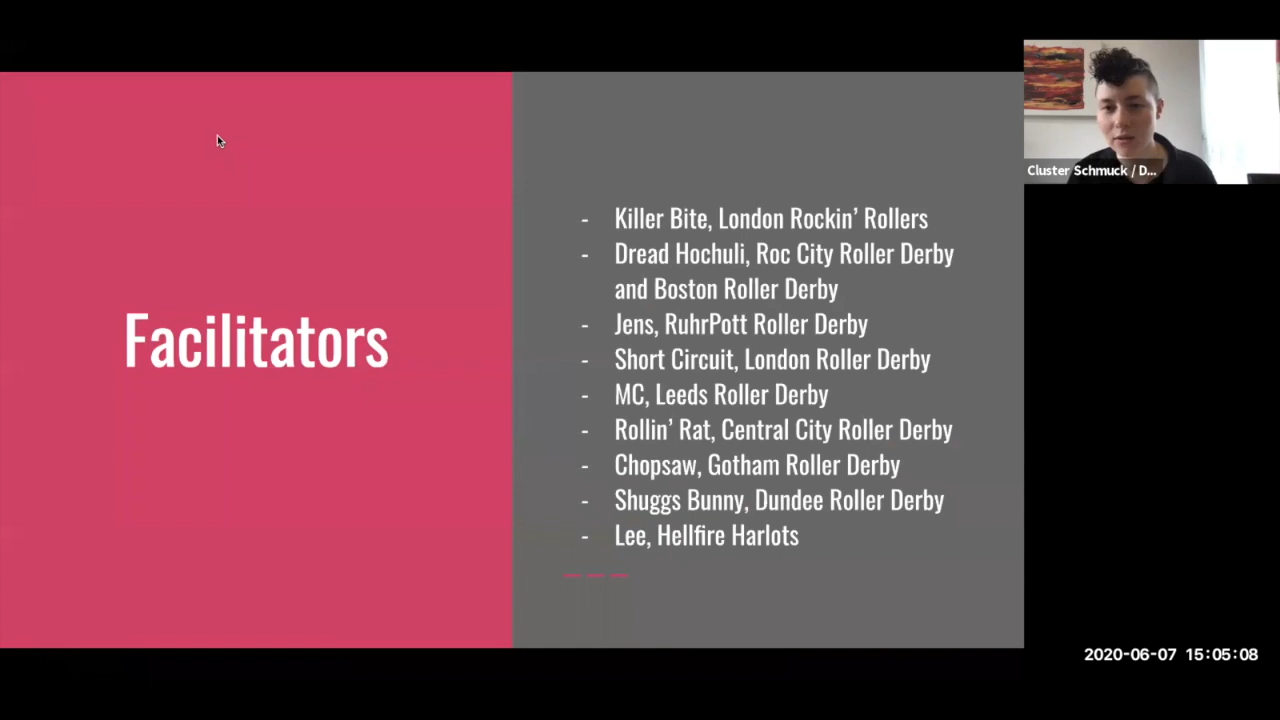 Facilitators
- Killer Bite, London Rockin’ Rollers
- Dread Hochuli, Roc City Roller Derby
and Boston Roller Derby
- Jens, RuhrPott Roller Derby
- Short Circuit, London Roller Derby
- MC, Leeds Roller Derby
- Rollin’ Rat, Central City Roller Derby
- Chopsaw, Gotham Roller Derby
- Shuggs Bunny, Dundee Roller Derby
- Lee, Hellfire Harlots
Cluster Schmuck / D...
2020-06-07 15:05:08